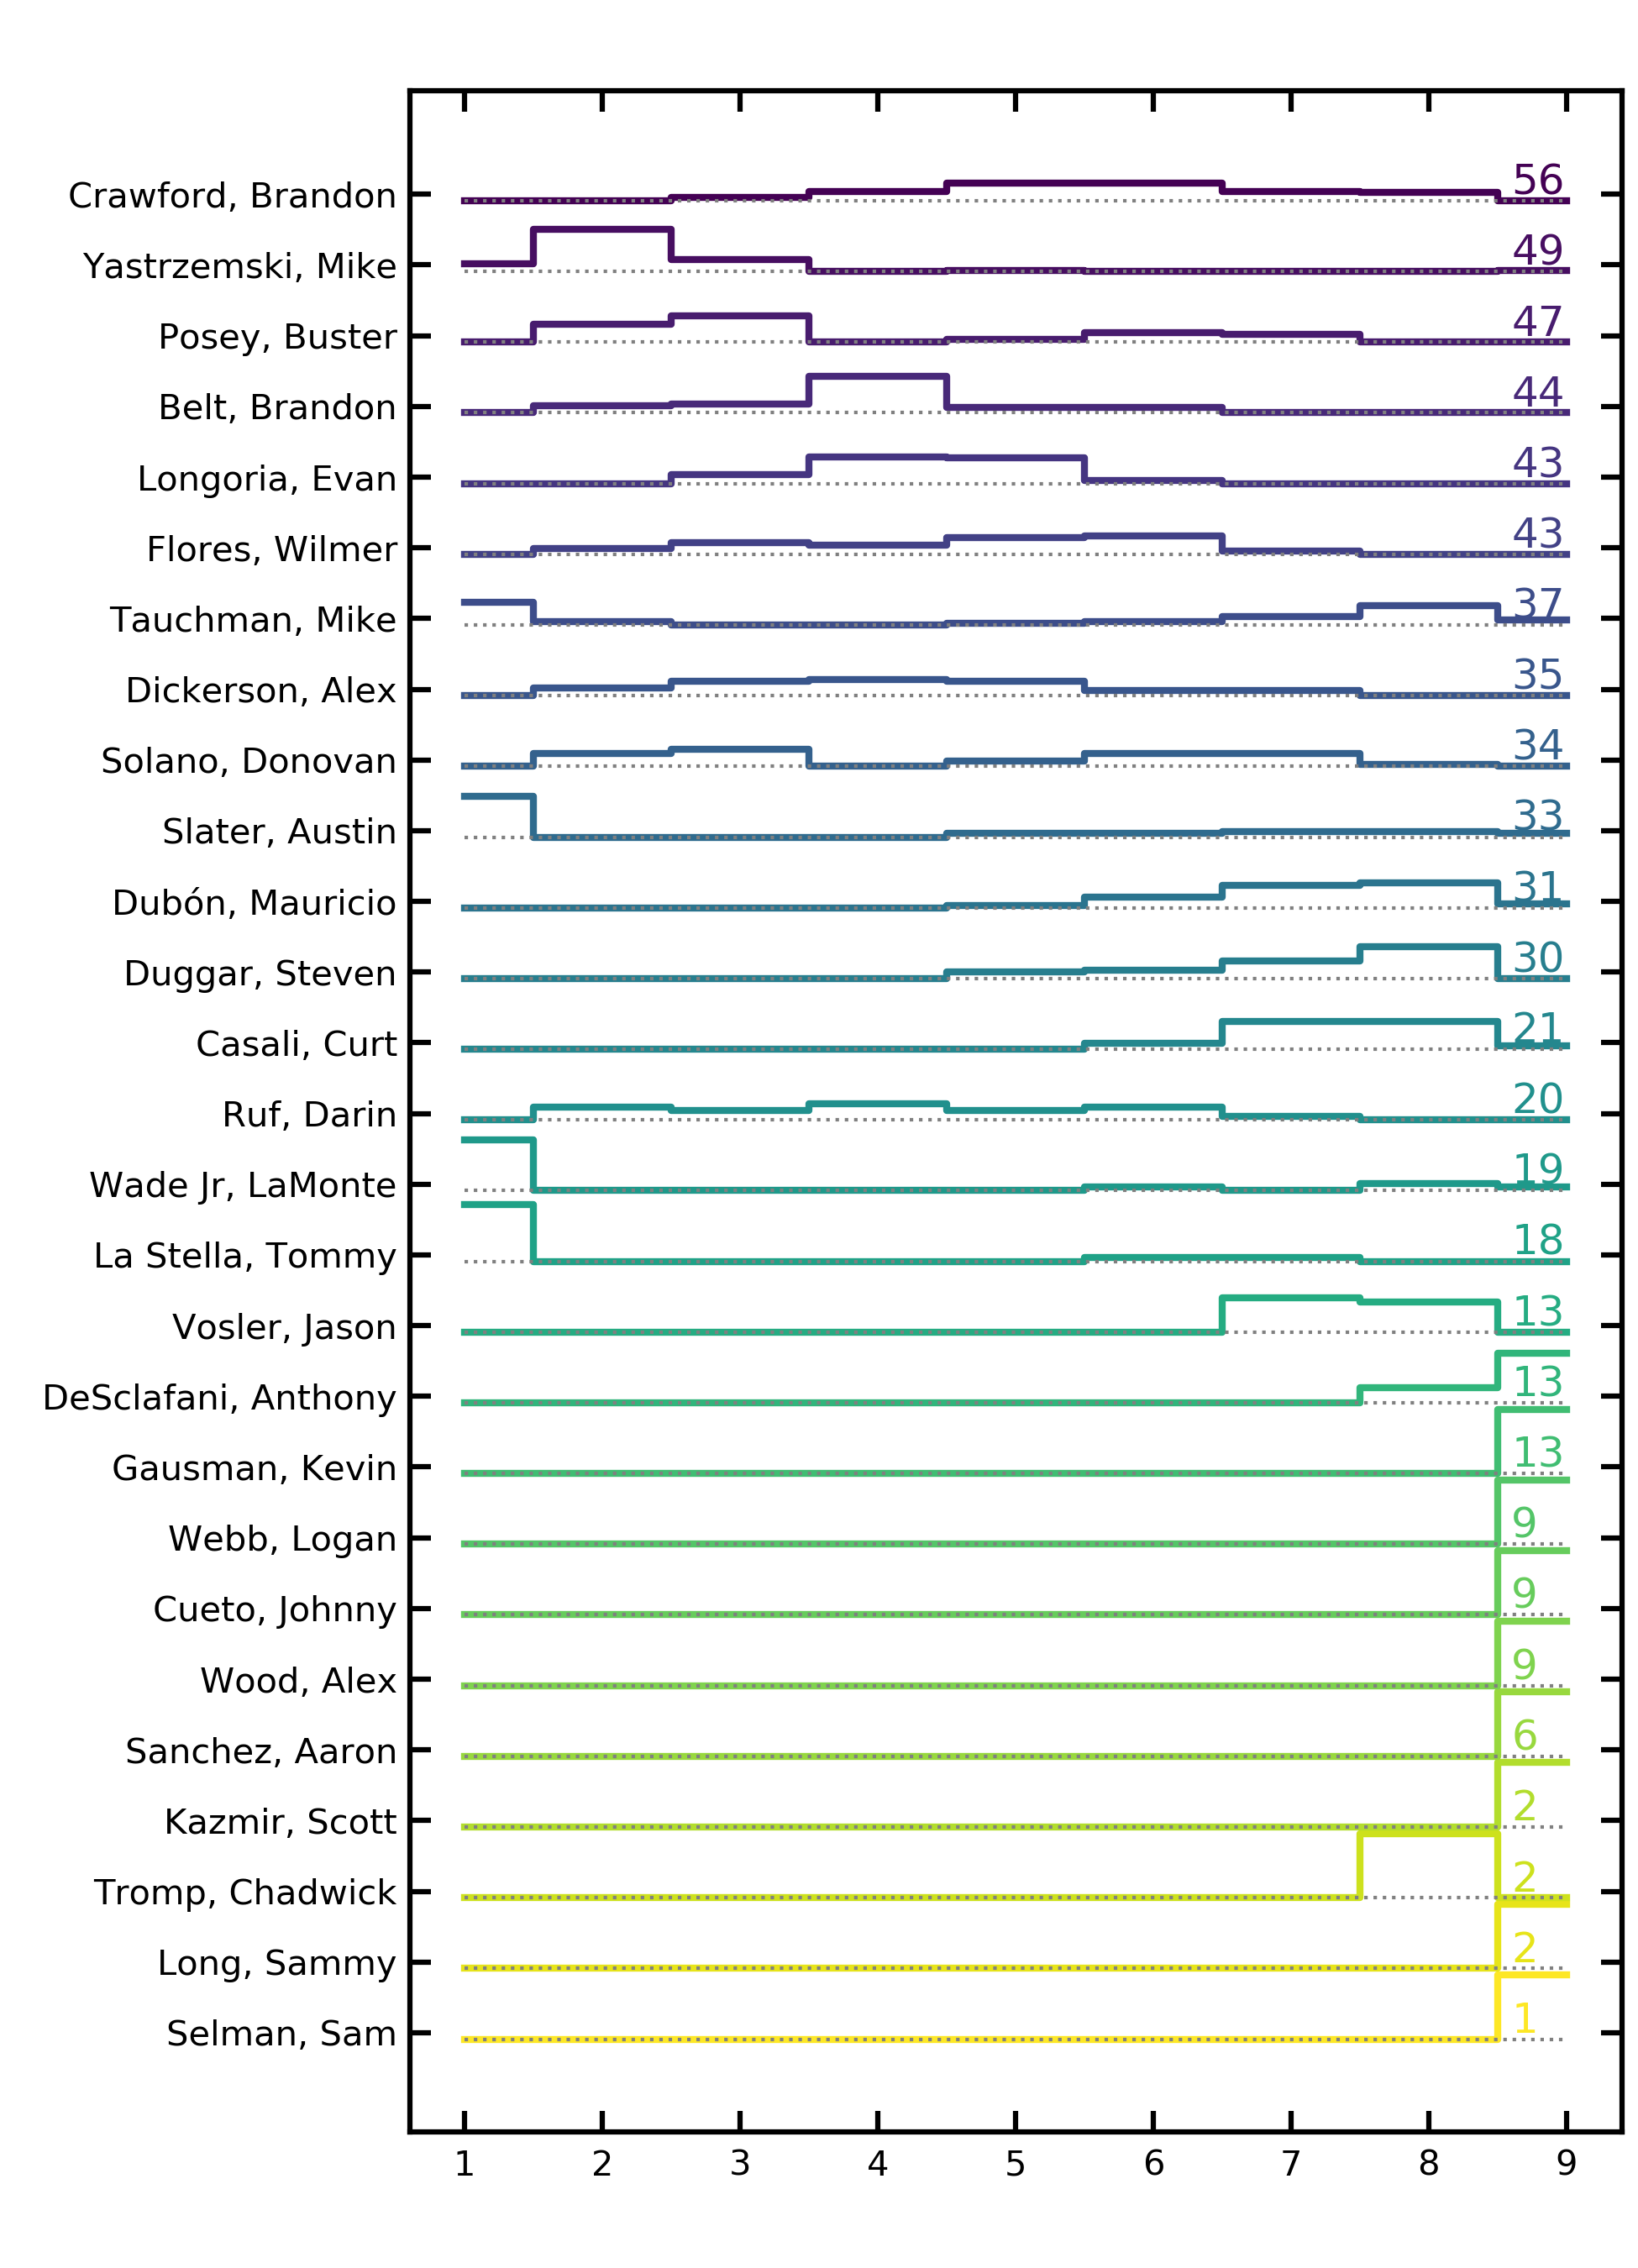 Crawford, Brandon 56
Yastrzemski, Mike 49
Posey, Buster 47
Belt, Brandon 44
Longoria, Evan 43
Flores, Wilmer 43
Tauchman, Mike 37
Dickerson, Alex 35
Solano, Donovan 34
Slater, Austin 33
Dubón, Mauricio 31
Duggar, Steven 30
Casali, Curt 21
Ruf, Darin 20
Wade Jr, LaMonte 19
La Stella, Tommy 18
Vosler, Jason 13
DeSclafani, Anthony 13
Gausman, Kevin 13
Webb, Logan 9
Cueto, Johnny 9
Wood, Alex 9
Sanchez, Aaron 6
Kazmir, Scott 2
Tromp, Chadwick 2
Long, Sammy 2
Selman, Sam 1
1 2 3 4 5 6 7 8 9